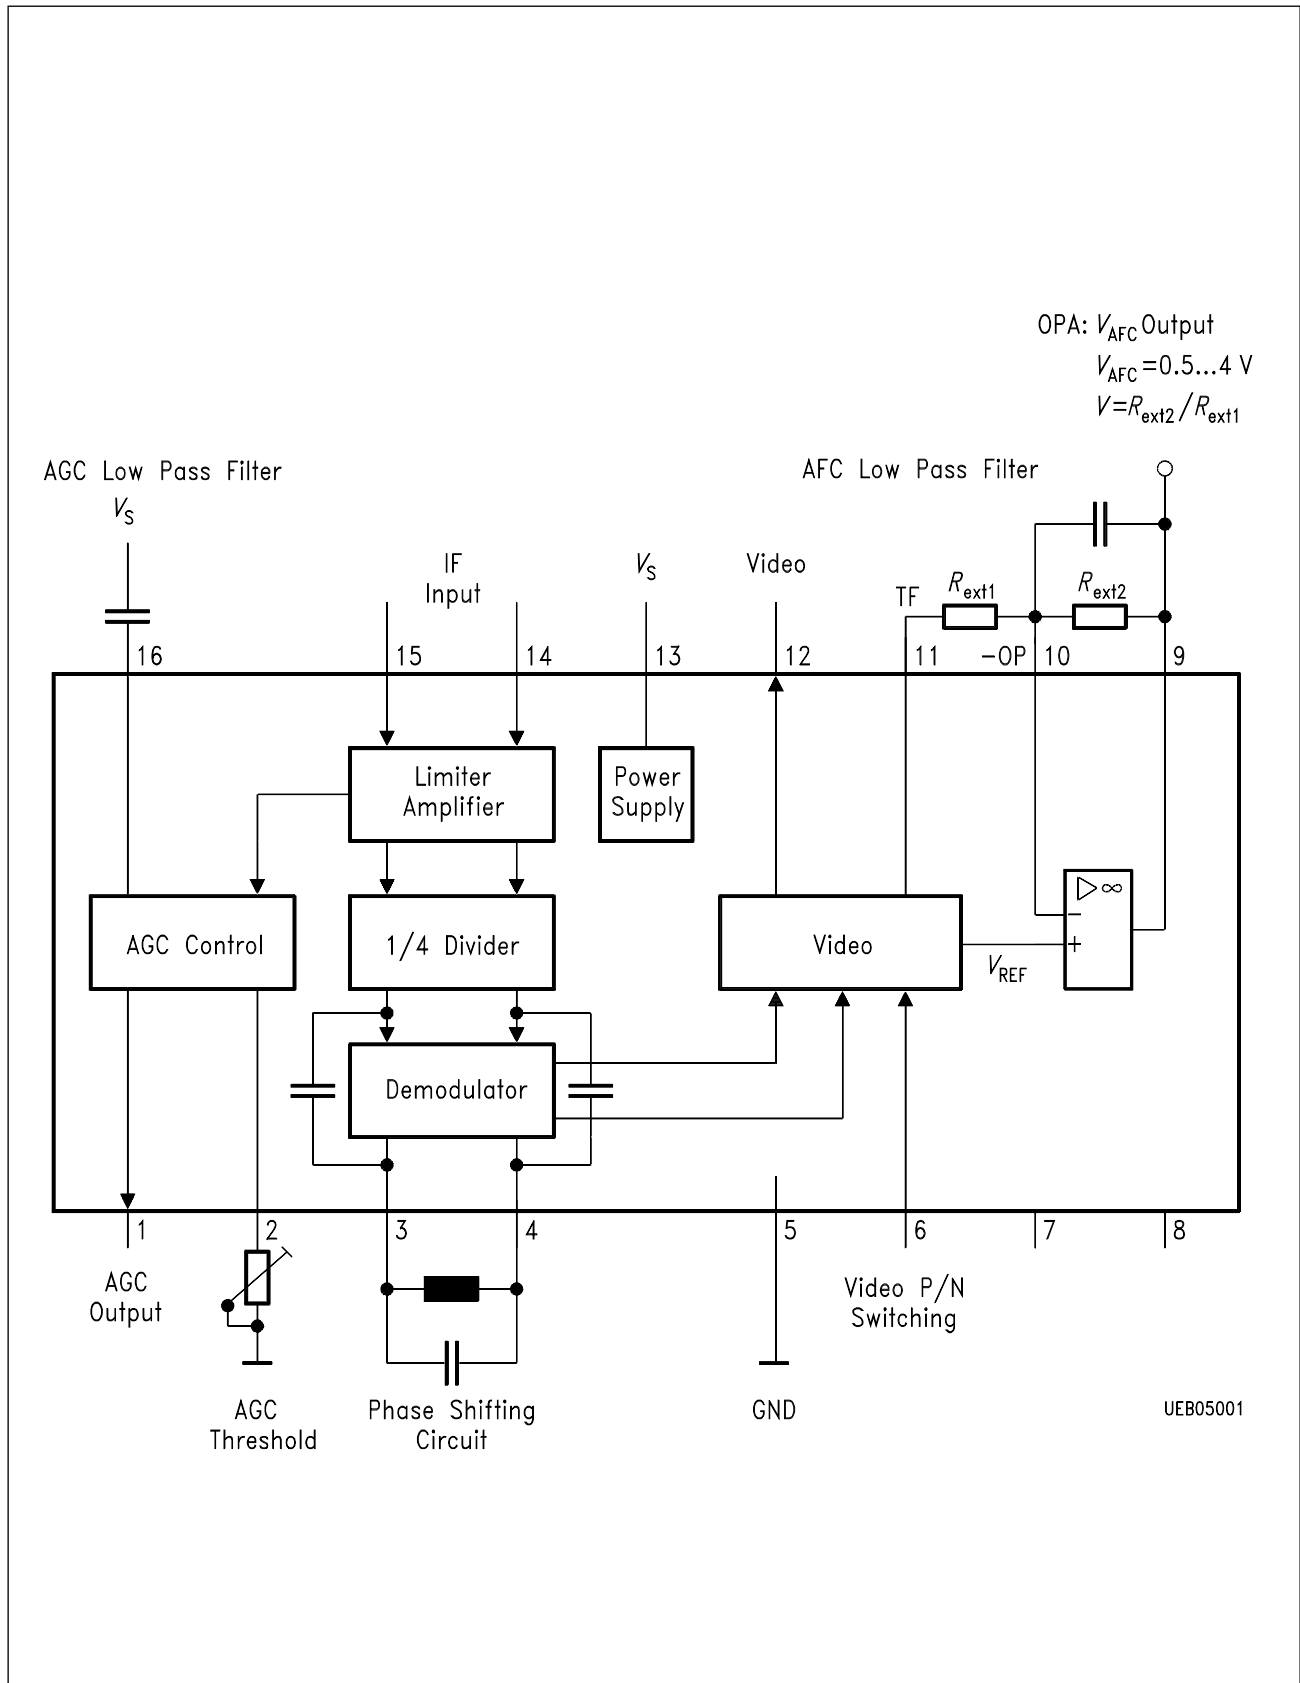 OPA: VAFC Output
VAFC=0.5...4 V
V=Rext2/Rext1
AGC Low Pass Filter
VS
AFC Low Pass Filter
IF
Input
VS
Video
TF
Rext1
Rext2
16
15
14
13
12
11
-OP
10
9
Limiter
Amplifier
Power
Supply
▷ ∞
AGC Control
1/4 Divider
Video
−
+
VREF
Demodulator
1
2
3
4
5
6
7
8
AGC
Output
Video P/N
Switching
AGC
Threshold
Phase Shifting
Circuit
GND
UEB05001